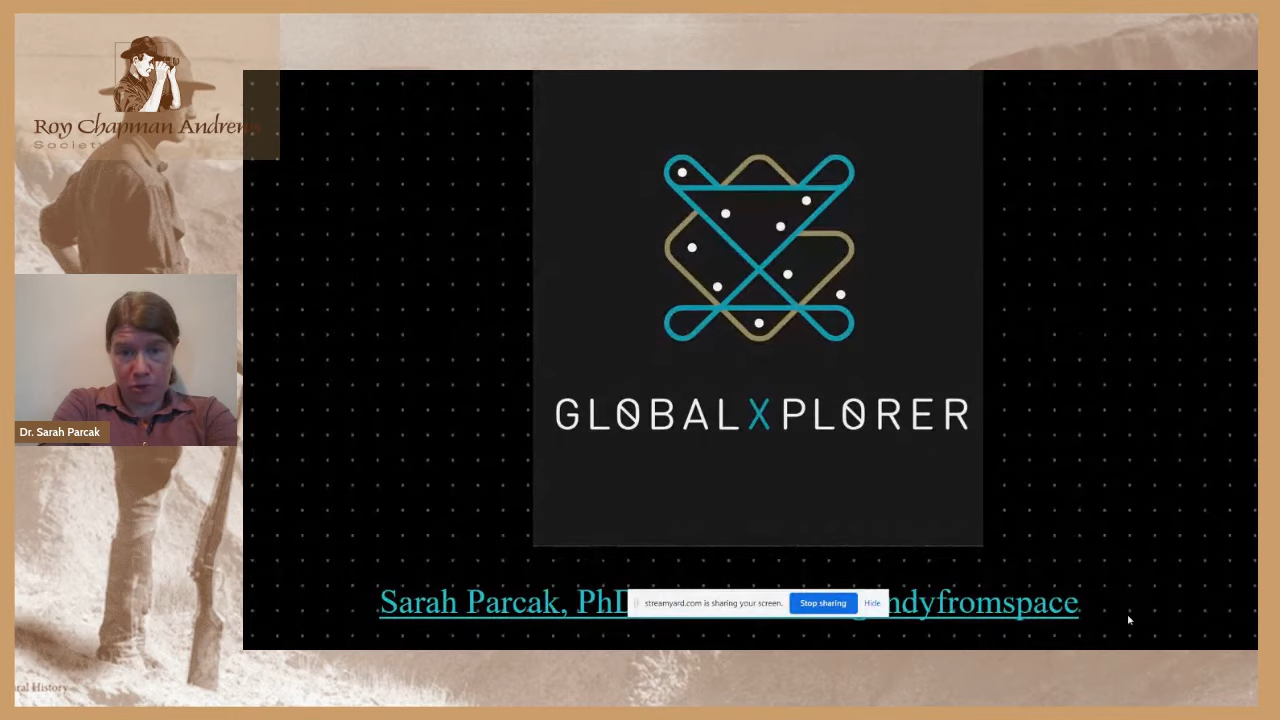 Roy Chapman Andrews
Society
Dr. Sarah Parcak
GLOBALXPLORER
Sarah Parcak, PhD
ndyfromspace
streamyard.com is sharing your screen.
Stop sharing
Hide
ral History